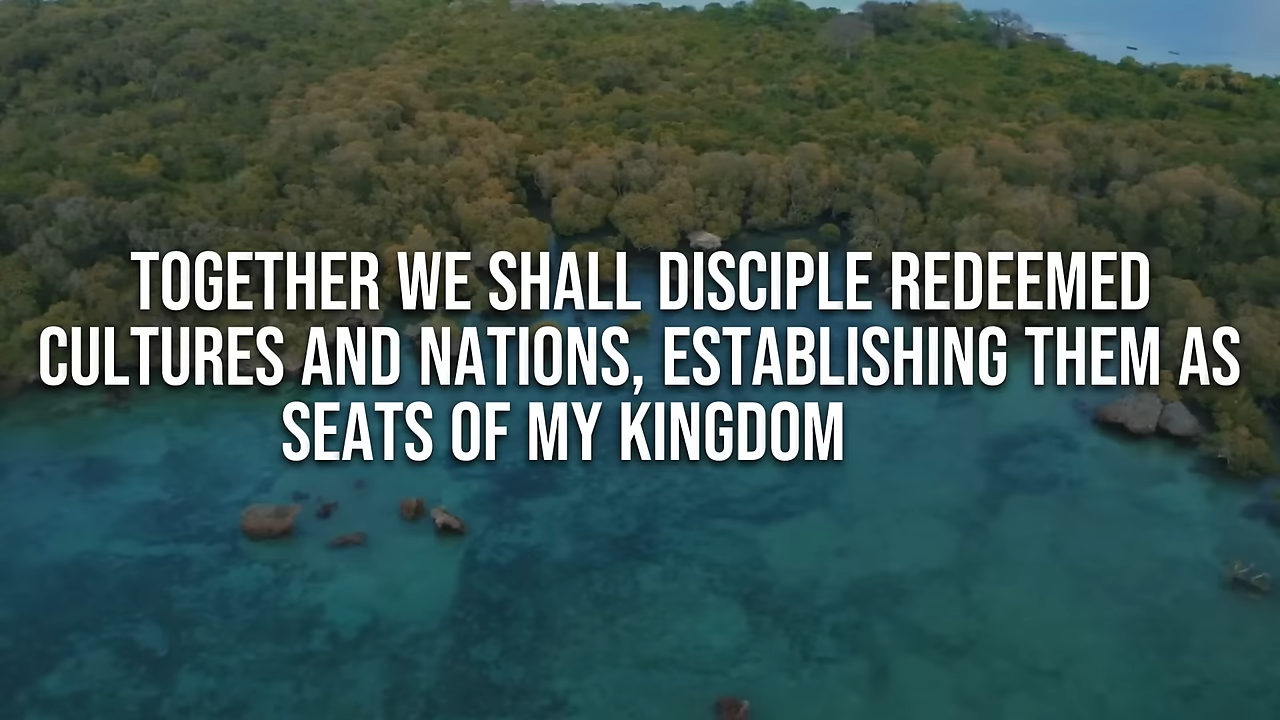 TOGETHER WE SHALL DISCIPLE REDEEMED
CULTURES AND NATIONS, ESTABLISHING THEM AS
SEATS OF MY KINGDOM